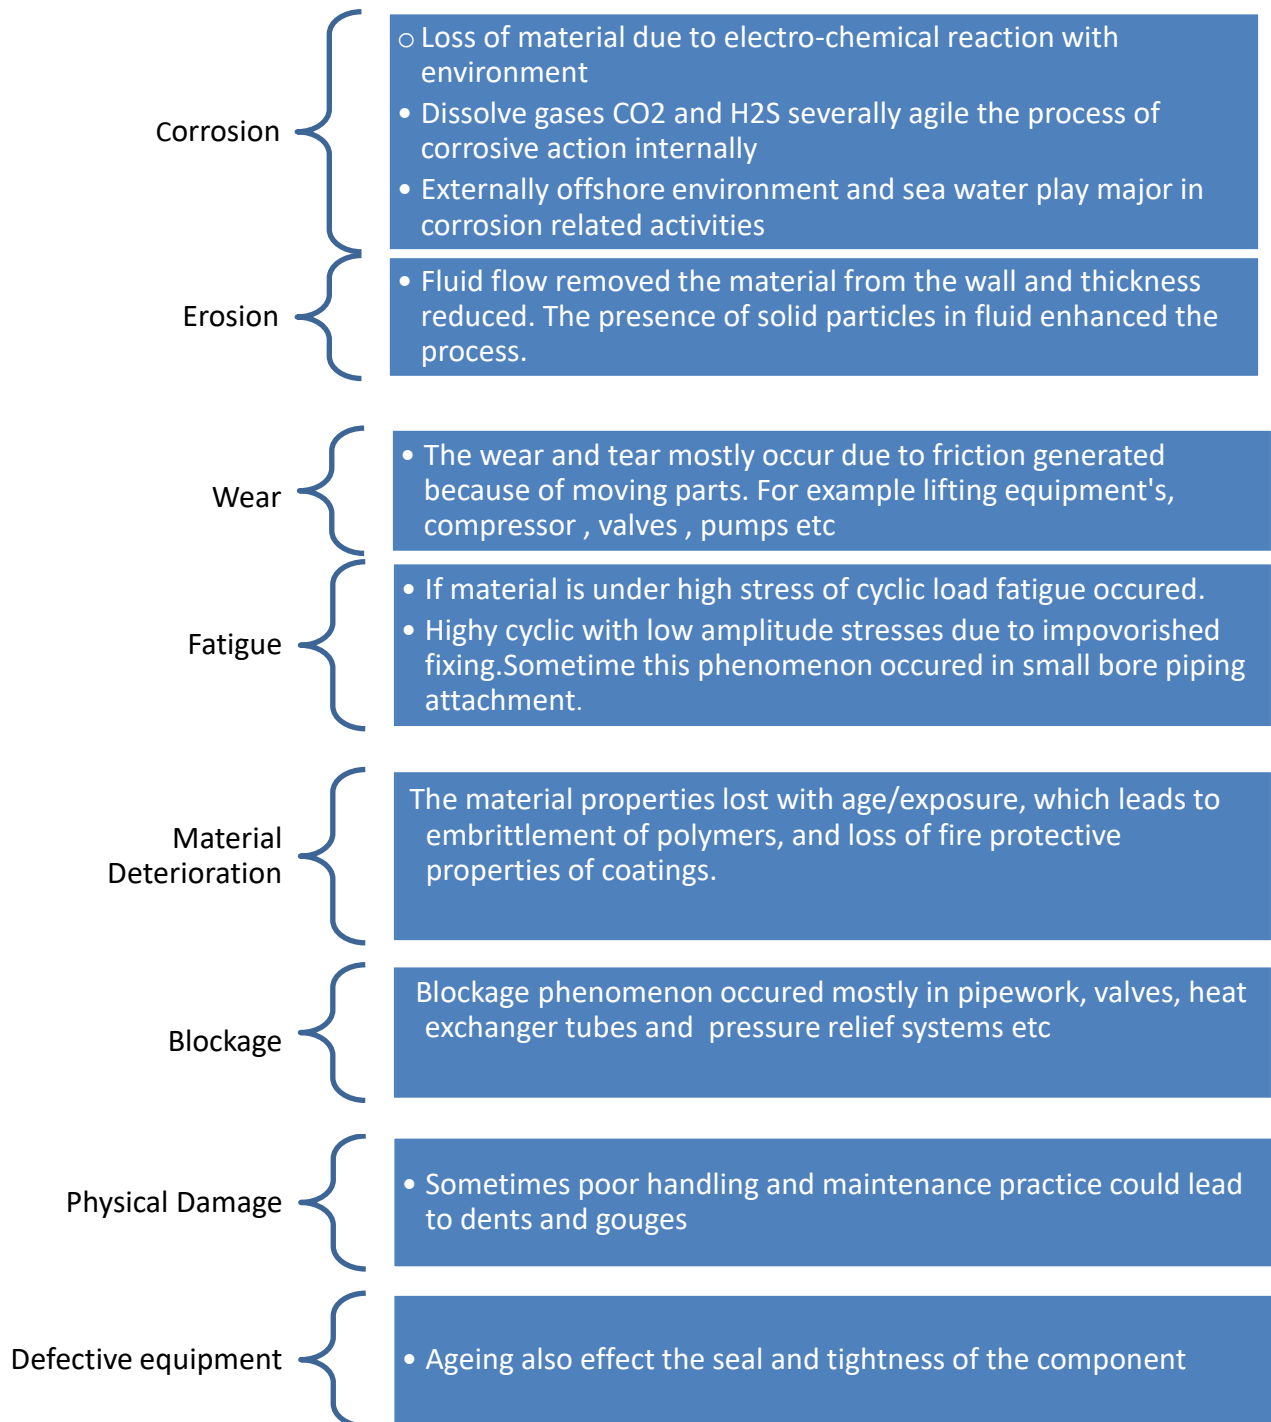 Corrosion
○ Loss of material due to electro-chemical reaction with
environment
• Dissolve gases CO2 and H2S severally agile the process of
corrosive action internally
• Externally offshore environment and sea water play major in
corrosion related activities
Erosion
• Fluid flow removed the material from the wall and thickness
reduced. The presence of solid particles in fluid enhanced the
process.
Wear
• The wear and tear mostly occur due to friction generated
because of moving parts. For example lifting equipment's,
compressor , valves , pumps etc
Fatigue
• If material is under high stress of cyclic load fatigue occured.
• Highy cyclic with low amplitude stresses due to impovorished
fixing.Sometime this phenomenon occured in small bore piping
attachment.
Material
Deterioration
The material properties lost with age/exposure, which leads to
embrittlement of polymers, and loss of fire protective
properties of coatings.
Blockage
Blockage phenomenon occured mostly in pipework, valves, heat
exchanger tubes and pressure relief systems etc
Physical Damage
• Sometimes poor handling and maintenance practice could lead
to dents and gouges
Defective equipment
• Ageing also effect the seal and tightness of the component